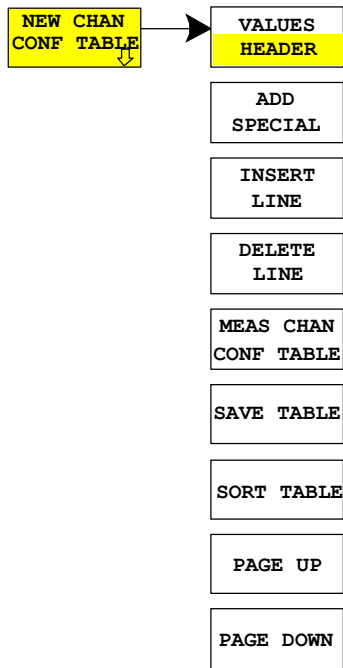 NEW CHAN
CONF TABLE
VALUES
HEADER
ADD
SPECIAL
INSERT
LINE
DELETE
LINE
MEAS CHAN
CONF TABLE
SAVE TABLE
SORT TABLE
PAGE UP
PAGE DOWN